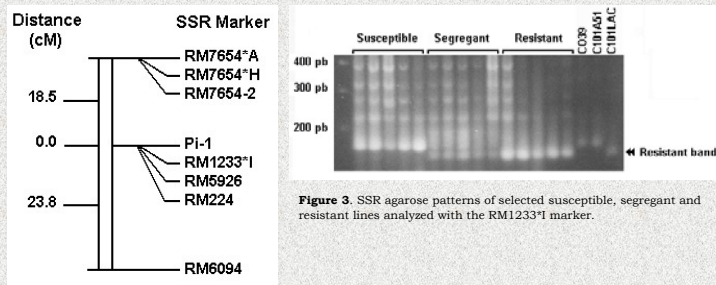 Distance
(cM)
SSR Marker
RM7654*A
RM7654*H
RM7654-2
18.5
0.0
Pi-1
RM1233*I
RM5926
RM224
23.8
RM6094
Susceptible Segregant Resistant CO39 C101A51 C101LAC
400 pb
300 pb
200 pb
Resistant band
Figure 3. SSR agarose patterns of selected susceptible, segregant and
resistant lines analyzed with the RM1233*I marker.